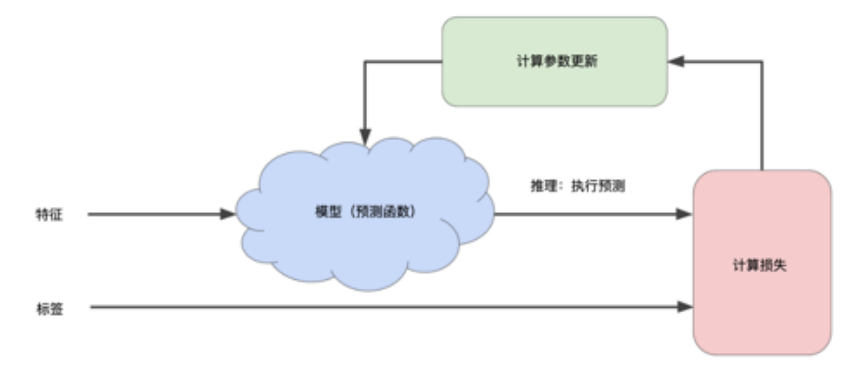 计算参数更新
推理：执行预测
特征
模型（预测函数）
计算损失
标签